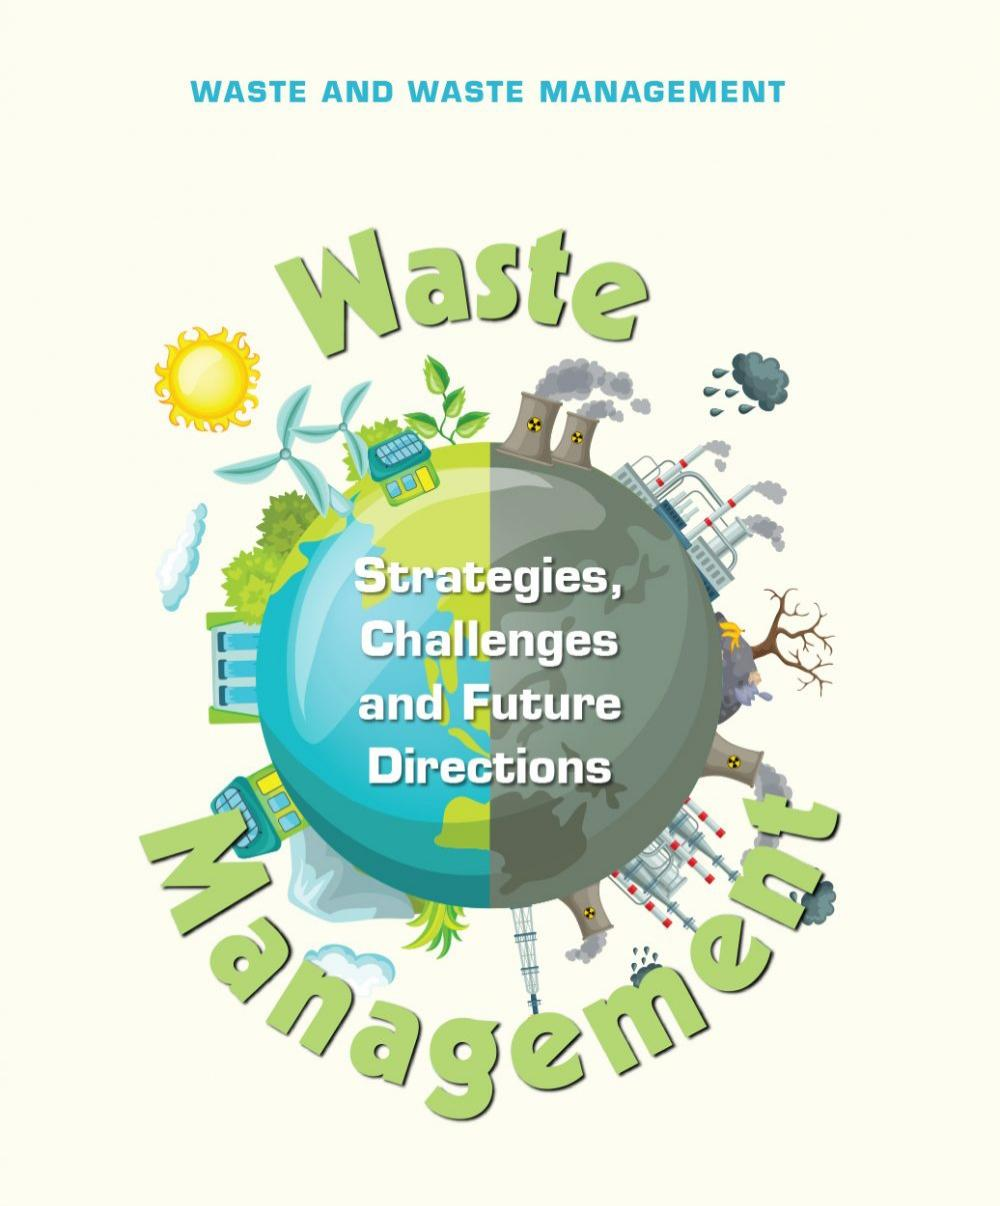 WASTE AND WASTE MANAGEMENT
Waste
Strategies,
Challenges
and Future
Directions
Management